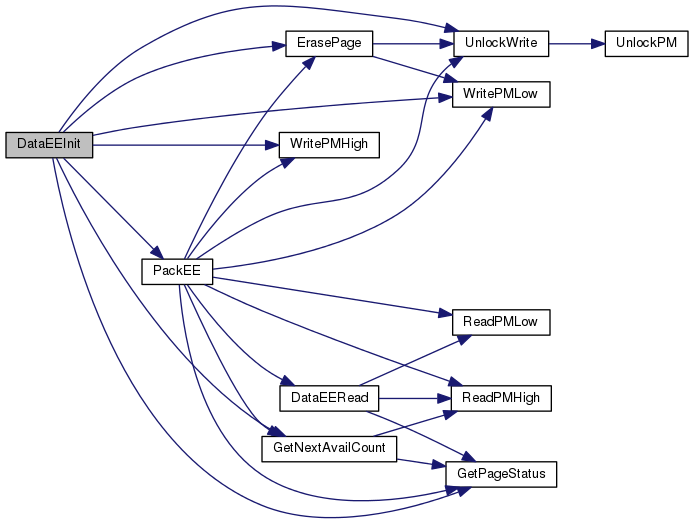 ErasePage
UnlockWrite
UnlockPM
WritePMLow
DataEEInit
WritePMHigh
PackEE
ReadPMLow
DataEERead
ReadPMHigh
GetNextAvailCount
GetPageStatus